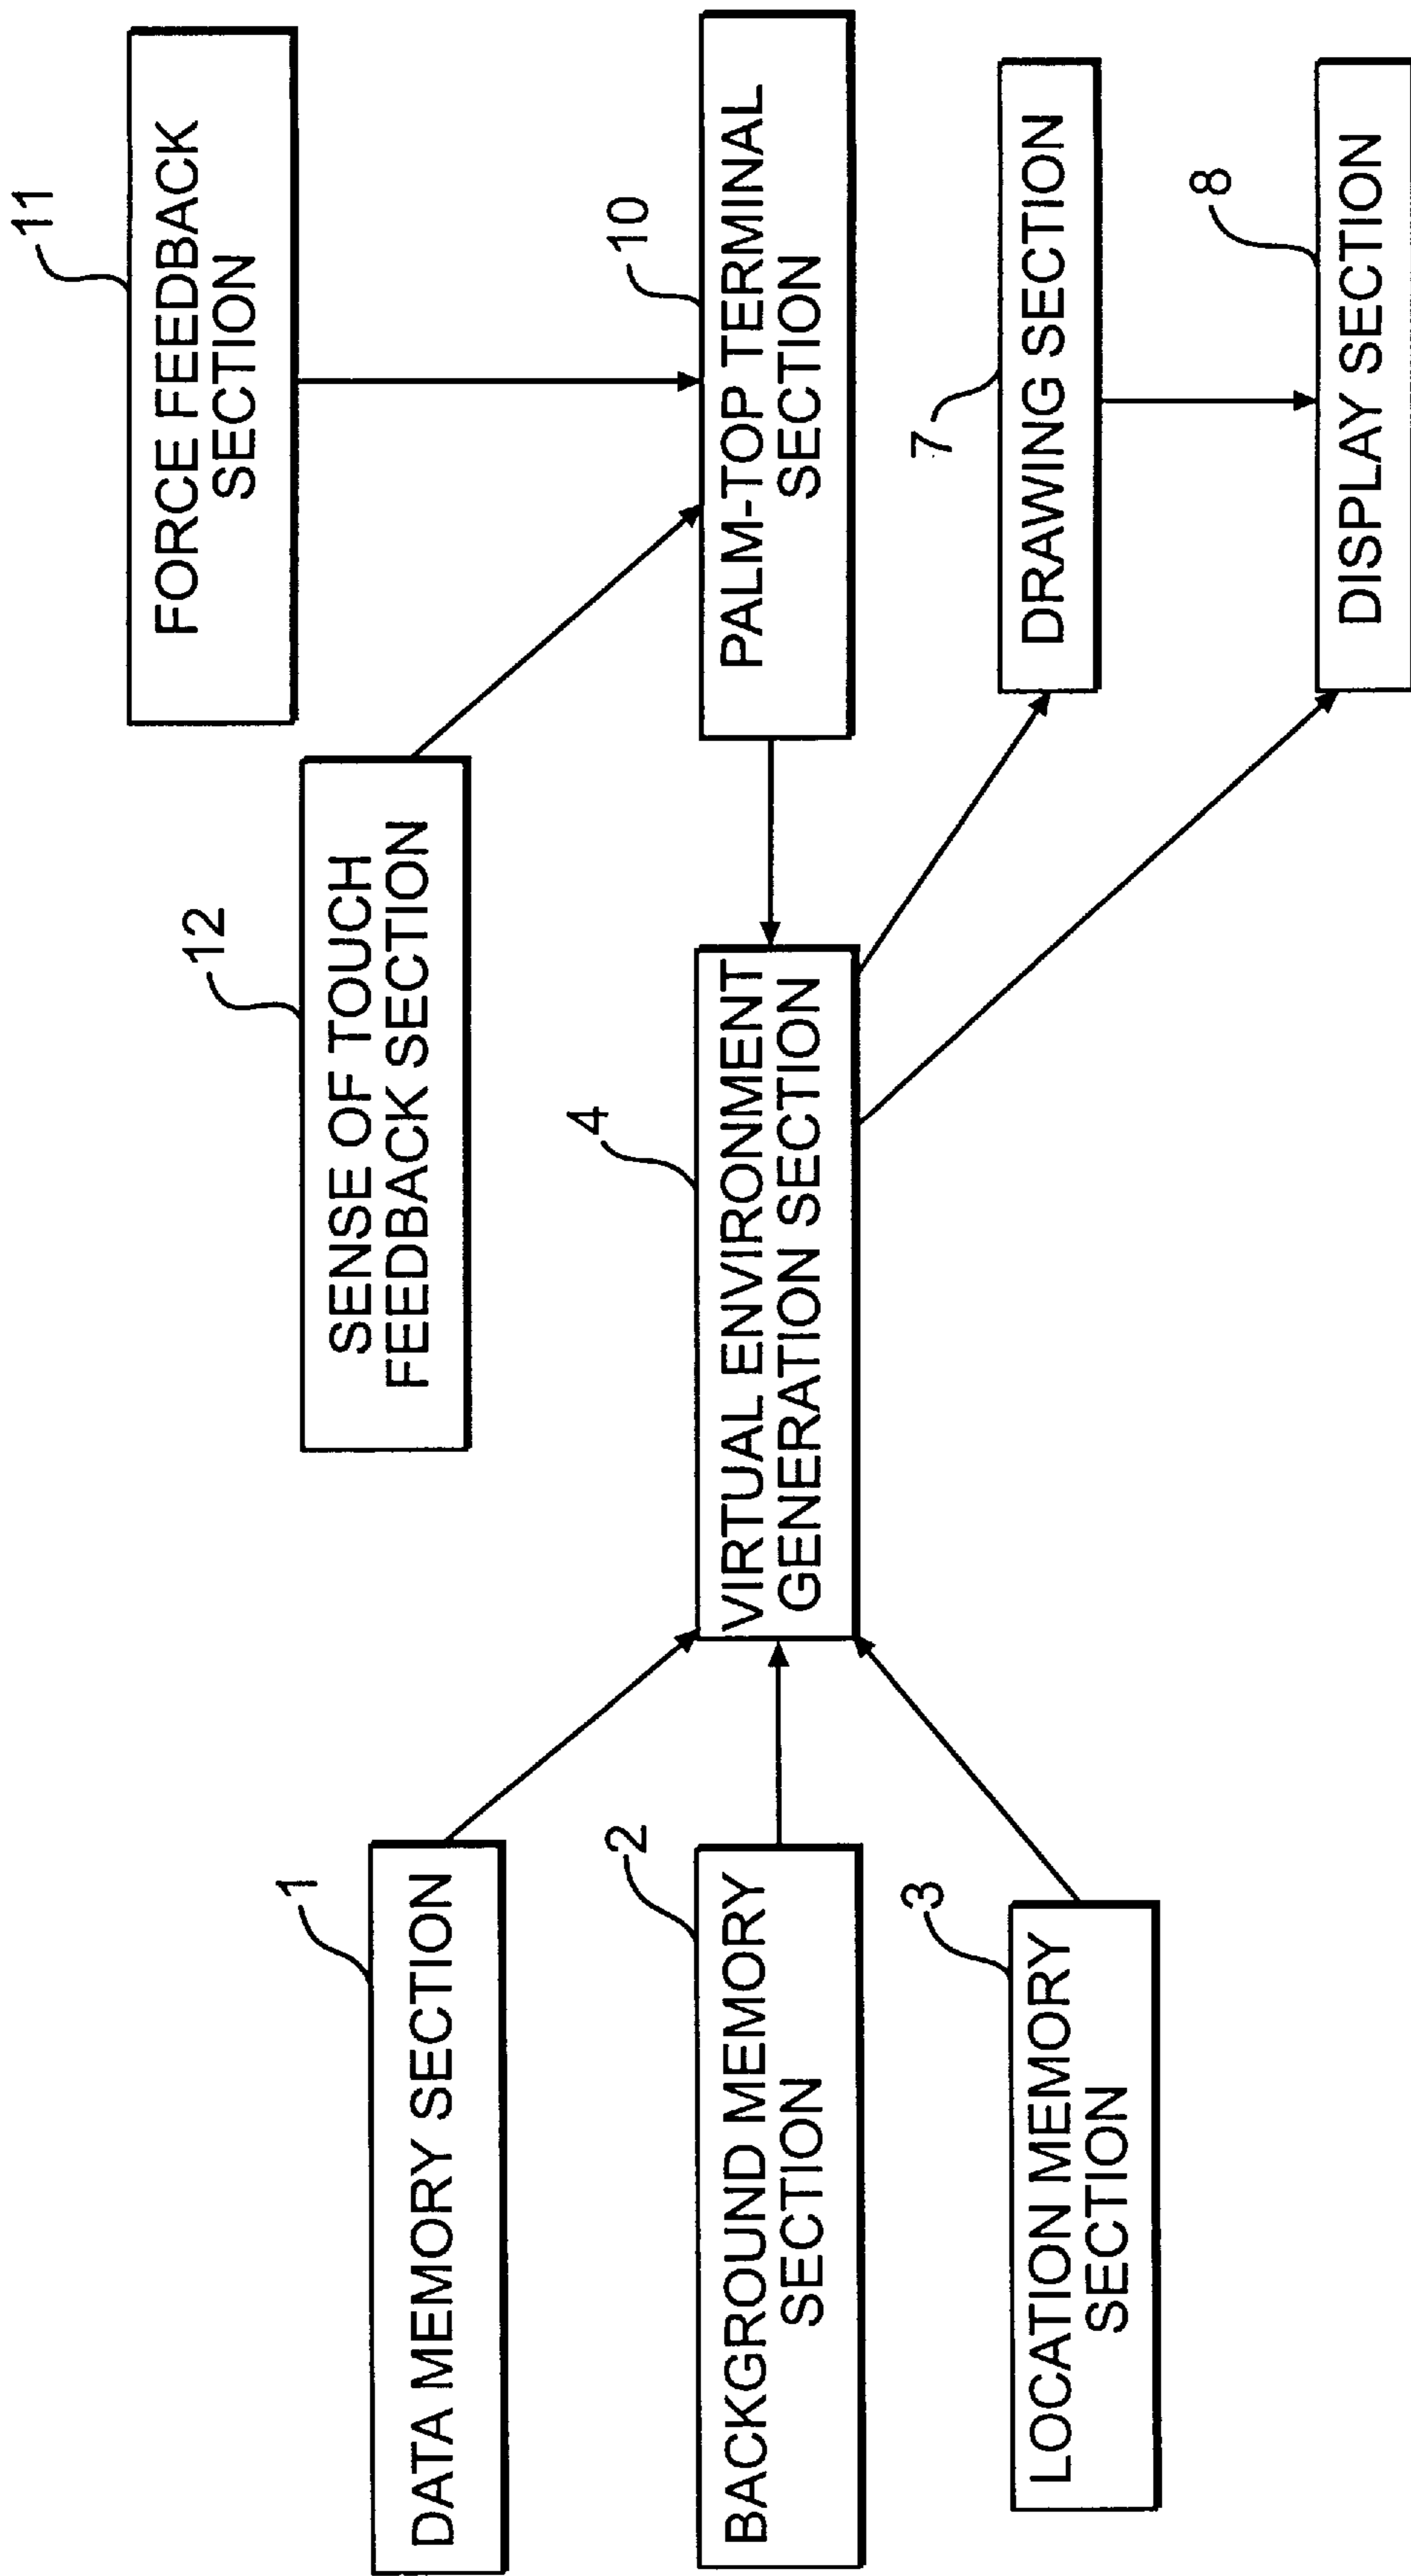 11
FORCE FEEDBACK
SECTION
12
SENSE OF TOUCH
FEEDBACK SECTION
1
DATA MEMORY SECTION
2
BACKGROUND MEMORY
SECTION
3
LOCATION MEMORY
SECTION
4
VIRTUAL ENVIRONMENT
GENERATION SECTION
10
PALM-TOP TERMINAL
SECTION
7
DRAWING SECTION
8
DISPLAY SECTION